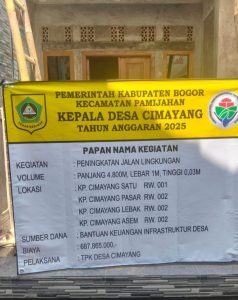 PEMERINTAH KABUPATEN BOGOR
KECAMATAN PAMIJAHAN
KEPALA DESA CIMAYANG
TAHUN ANGGARAN 2025
PAPAN NAMA KEGIATAN
KEGIATAN : PENINGKATAN JALAN LINGKUNGAN
VOLUME : PANJANG 4.800M, LEBAR 1M, TINGGI 0,03M
LOKASI : KP. CIMAYANG SATU RW. 001
KP. CIMAYANG PASAR RW. 002
KP. CIMAYANG LEBAK RW. 002
KP. CIMAYANG ASEM RW. 002
SUMBER DANA : BANTUAN KEUANGAN INFRASTRUKTUR DESA
BIAYA : 687.865.000,-
PELAKSANA : TPK DESA CIMAYANG